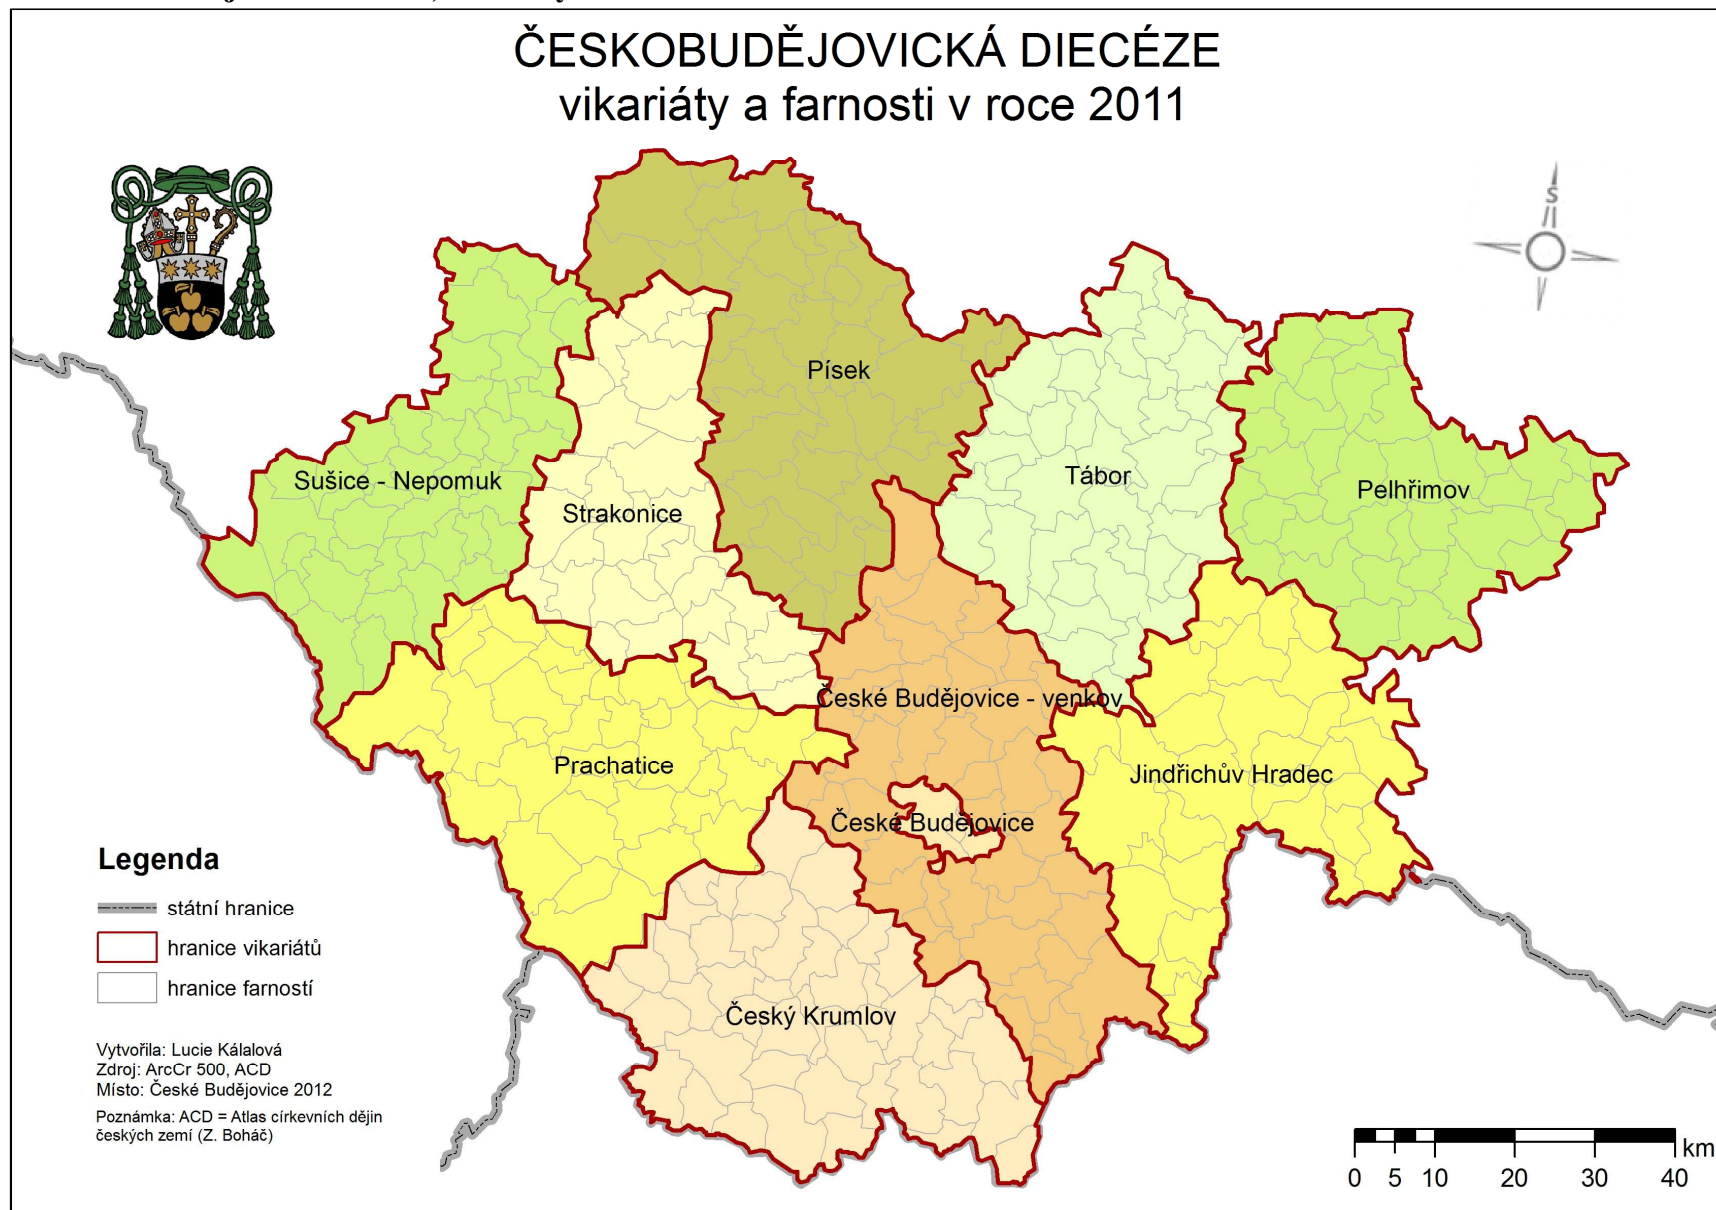 ČESKOBUDĚJOVICKÁ DIECÉZE
vikariáty a farnosti v roce 2011
S
Písek
Sušice - Nepomuk
Strakonice
Tábor
Pelhřimov
České Budějovice - venkov
Prachatice
Jindřichův Hradec
České Budějovice
Český Krumlov
Legenda
státní hranice
hranice vikariátů
hranice farností
Vytvořila: Lucie Kálalová
Zdroj: ArcCr 500, ACD
Místo: České Budějovice 2012
Poznámka: ACD = Atlas církevních dějin
českých zemí (Z. Boháč)
km
0 5 10 20 30 40